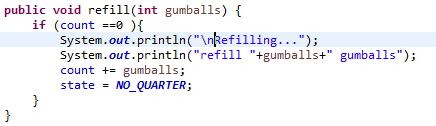 public void refill(int gumballs) {
    if (count ==0 ){
        System.out.println("\nRefilling...");
        System.out.println("refill "+gumballs+" gumballs");
        count += gumballs;
        state = NO_QUARTER;
    }
}